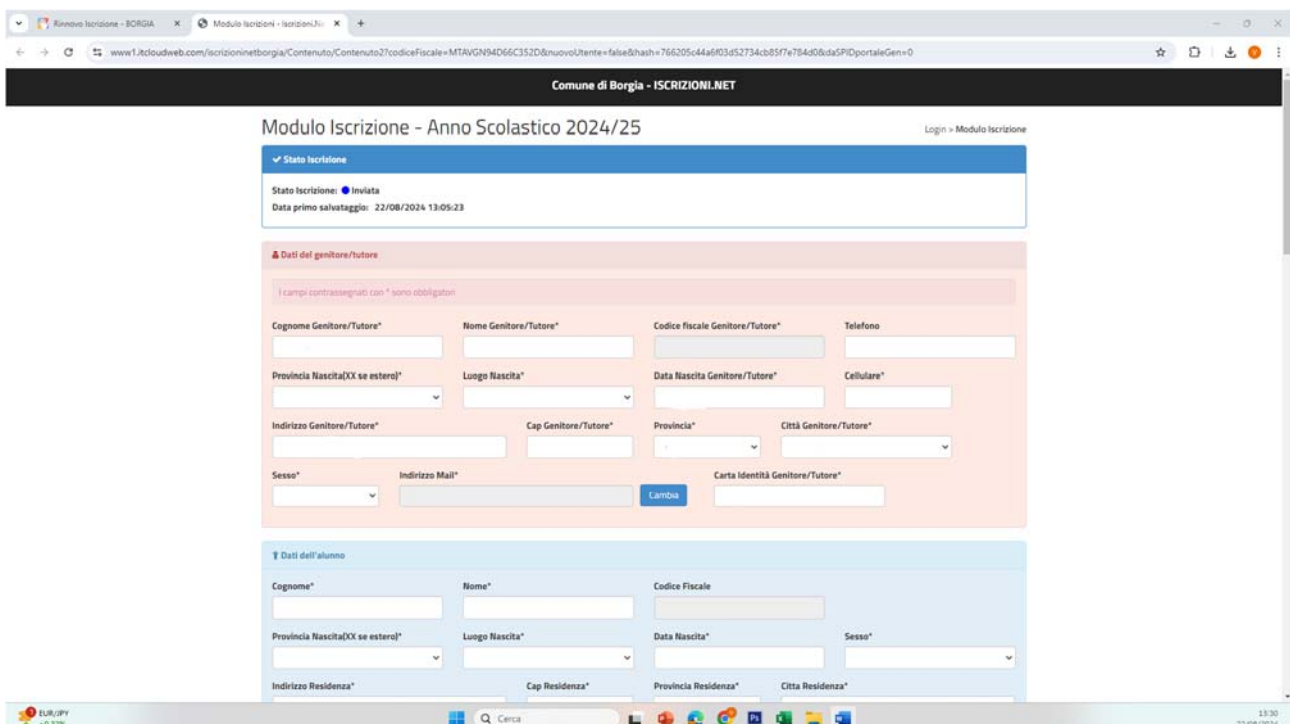 Rinnovo Iscrizione - BORGIA
Modulo Iscrizioni - Iscrizioni.Ne
www1.itcloudweb.com/iscrizioninetborgia/Contenuto/Contenuto2?codiceFiscale=MTAVGN94D66C352D&nuovoUtente=false&hash=766205c44a6f03d52734cb85f7e784d0&daSPIDportaleGen=0
Comune di Borgia - ISCRIZIONI.NET
Modulo Iscrizione - Anno Scolastico 2024/25
Login > Modulo Iscrizione
Stato Iscrizione
Stato Iscrizione: Inviata
Data primo salvataggio: 22/08/2024 13:05:23
Dati del genitore/tutore
I campi contrassegnati con * sono obbligatori
Cognome Genitore/Tutore* Nome Genitore/Tutore* Codice fiscale Genitore/Tutore* Telefono
Provincia Nascita(XX se estero)* Luogo Nascita* Data Nascita Genitore/Tutore* Cellulare*
Indirizzo Genitore/Tutore* Cap Genitore/Tutore* Provincia* Città Genitore/Tutore*
Sesso* Indirizzo Mail* Carta Identità Genitore/Tutore*
Cambia
Dati dell'alunno
Cognome* Nome* Codice Fiscale
Provincia Nascita(XX se estero)* Luogo Nascita* Data Nascita* Sesso*
Indirizzo Residenza* Cap Residenza* Provincia Residenza* Citta Residenza*
EUR/JPY
Cerca
13:30
22/08/2024